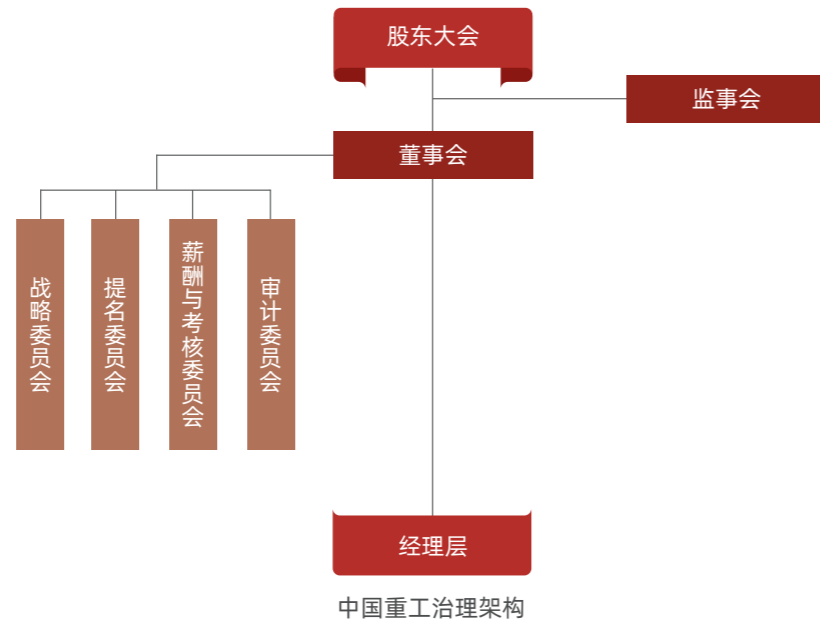 股东大会
监事会
董事会
战略委员会
提名委员会
薪酬与考核委员会
审计委员会
经理层
中国重工治理架构